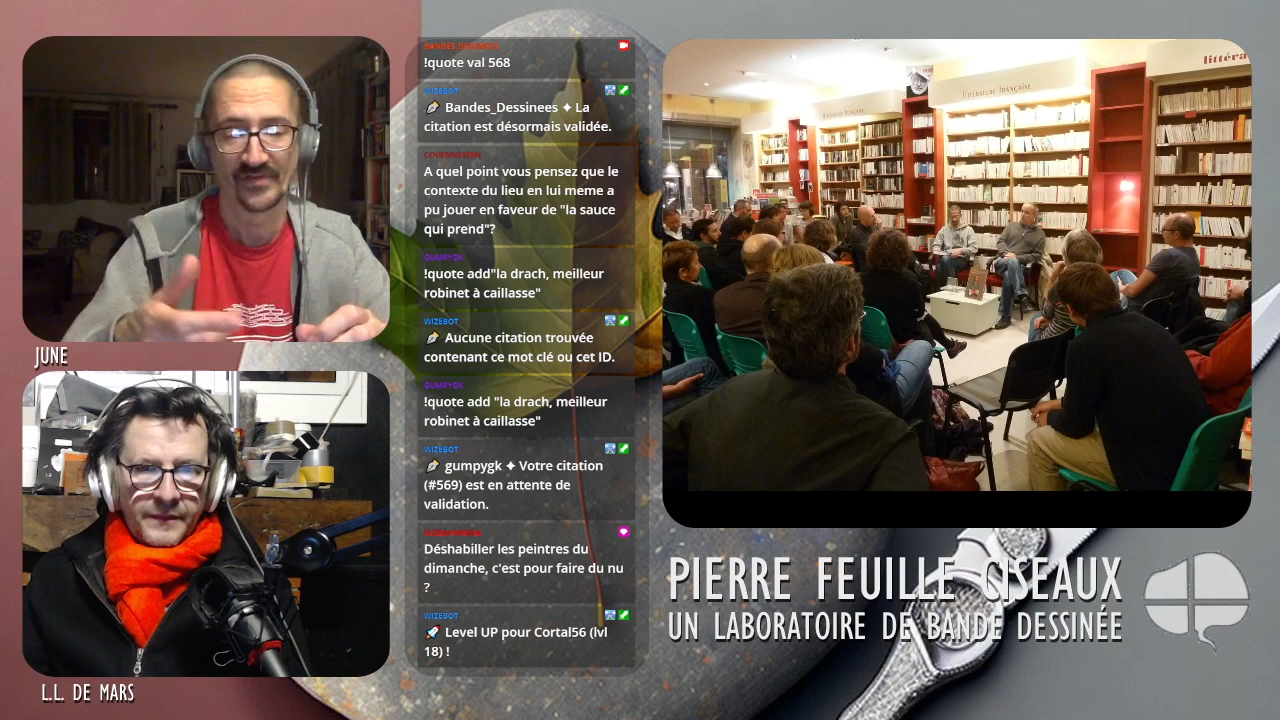 JUNE
L.L. DE MARS
BANDES_DESSINEES
!quote val 568
WIZEBOT
Bandes_Dessinees ✦ La
citation est désormais validée.
A quel point vous pensez que le
contexte du lieu en lui meme a
pu jouer en faveur de "la sauce
qui prend"?
GUMPYGK
!quote add"la drach, meilleur
robinet à caillasse"
WIZEBOT
Aucune citation trouvée
contenant ce mot clé ou cet ID.
GUMPYGK
!quote add "la drach, meilleur
robinet à caillasse"
WIZEBOT
gumpygk ✦ Votre citation
(#569) est en attente de
validation.
Déshabiller les peintres du
dimanche, c'est pour faire du nu
?
WIZEBOT
Level UP pour Cortal56 (lvl
18) !
littéra
Littérature française
PIERRE FEUILLE CISEAUX
UN LABORATOIRE DE BANDE DESSINÉE